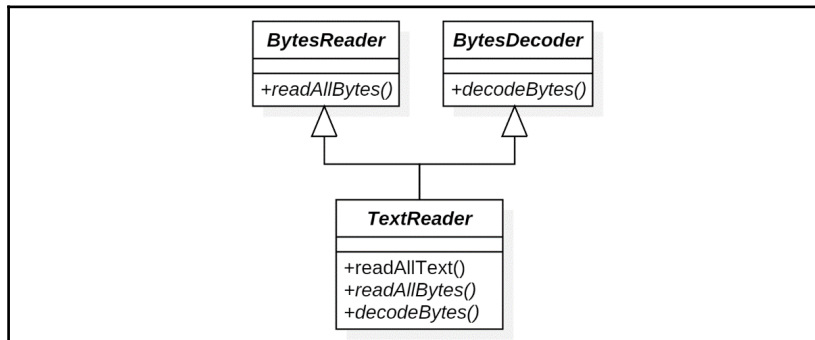 BytesReader
+readAllBytes()
BytesDecoder
+decodeBytes()
TextReader
+readAllText()
+readAllBytes()
+decodeBytes()